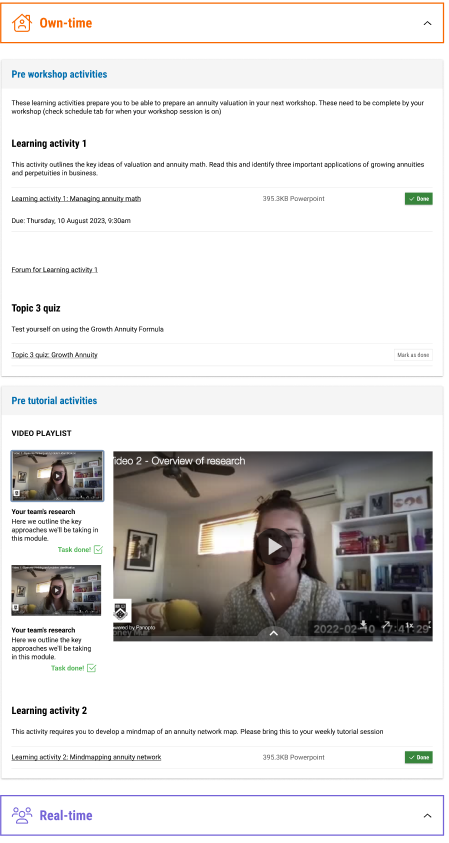 Own-time
Pre workshop activities
These learning activities prepare you to be able to prepare an annuity valuation in your next workshop. These need to be complete by your
workshop (check schedule tab for when your workshop session is on)
Learning activity 1
This activity outlines the key ideas of valuation and annuity math. Read this and identify three important applications of growing annuities
and perpetuities in business.
Learning activity 1: Managing annuity math 395.3KB Powerpoint Done
Due: Thursday, 10 August 2023, 9:30am
Forum for Learning activity 1
Topic 3 quiz
Test yourself on using the Growth Annuity Formula
Topic 3 quiz: Growth Annuity Mark as done
Pre tutorial activities
VIDEO PLAYLIST
ideo 2 - Overview of research
Your team's research
Here we outline the key
approaches we'll be taking in
this module.
Task done!
Your team's research
Here we outline the key
approaches we'll be taking
in this module.
Task done!
wered by Panopto
1x
2022-02-10 17:41:29
Learning activity 2
This activity requires you to develop a mindmap of an annuity network map. Please bring this to your weekly tutorial session
Learning activity 2: Mindmapping annuity network 395.3KB Powerpoint Done
Real-time